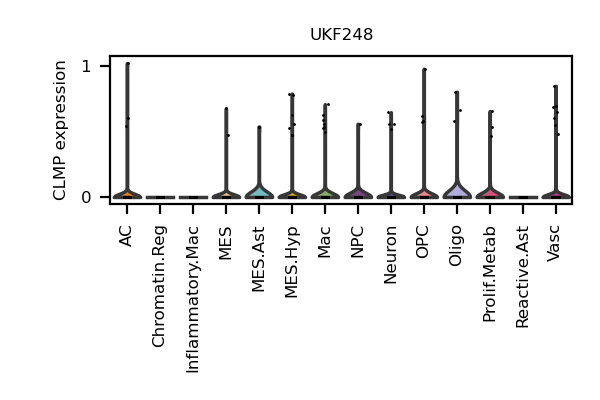 UKF248
CLMP expression
1
0
AC
Chromatin.Reg
Inflammatory.Mac
MES
MES.Ast
MES.Hyp
Mac
NPC
Neuron
OPC
Oligo
Prolif.Metab
Reactive.Ast
Vasc